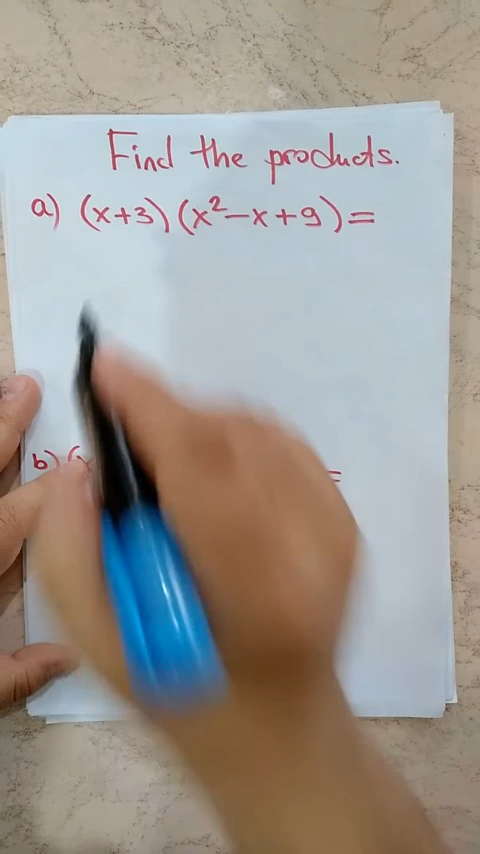 Find the products.
a) (x+3)(x²-x+9)=
b) (x =